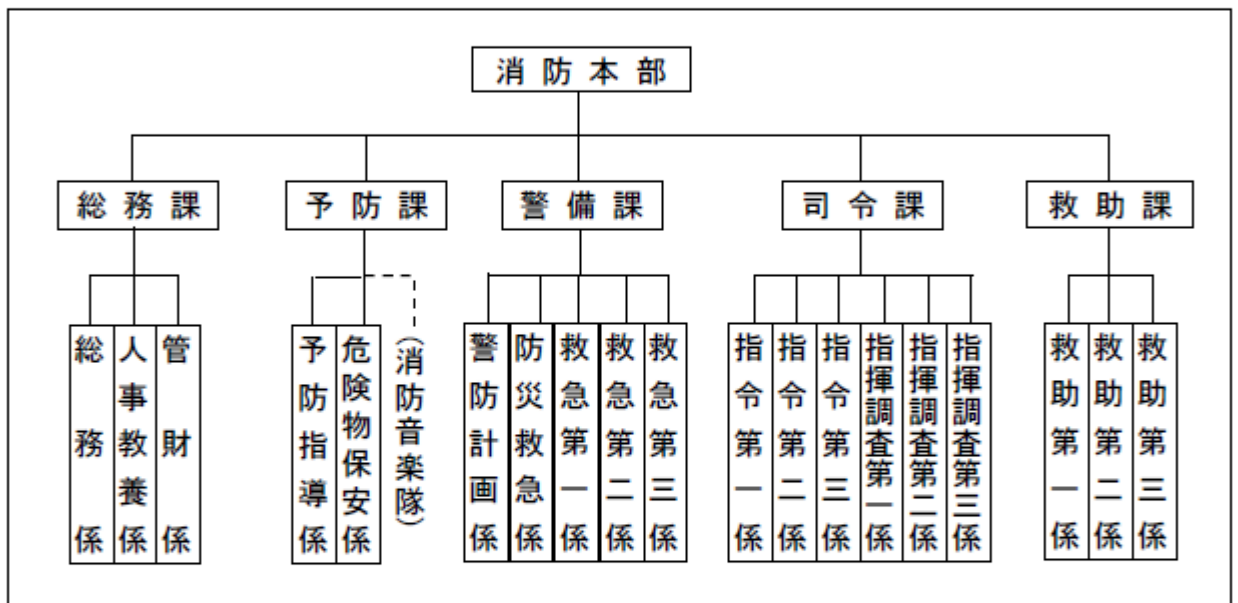 消防本部
総務課
予防課
警備課
司令課
救助課
総務係
人事教養係
管財係
予防指導係
危険物保安係
(消防音楽隊)
警防計画係
防災救急係
救急第一係
救急第二係
救急第三係
指令第一係
指令第二係
指令第三係
指揮調査第一係
指揮調査第二係
指揮調査第三係
救助第一係
救助第二係
救助第三係